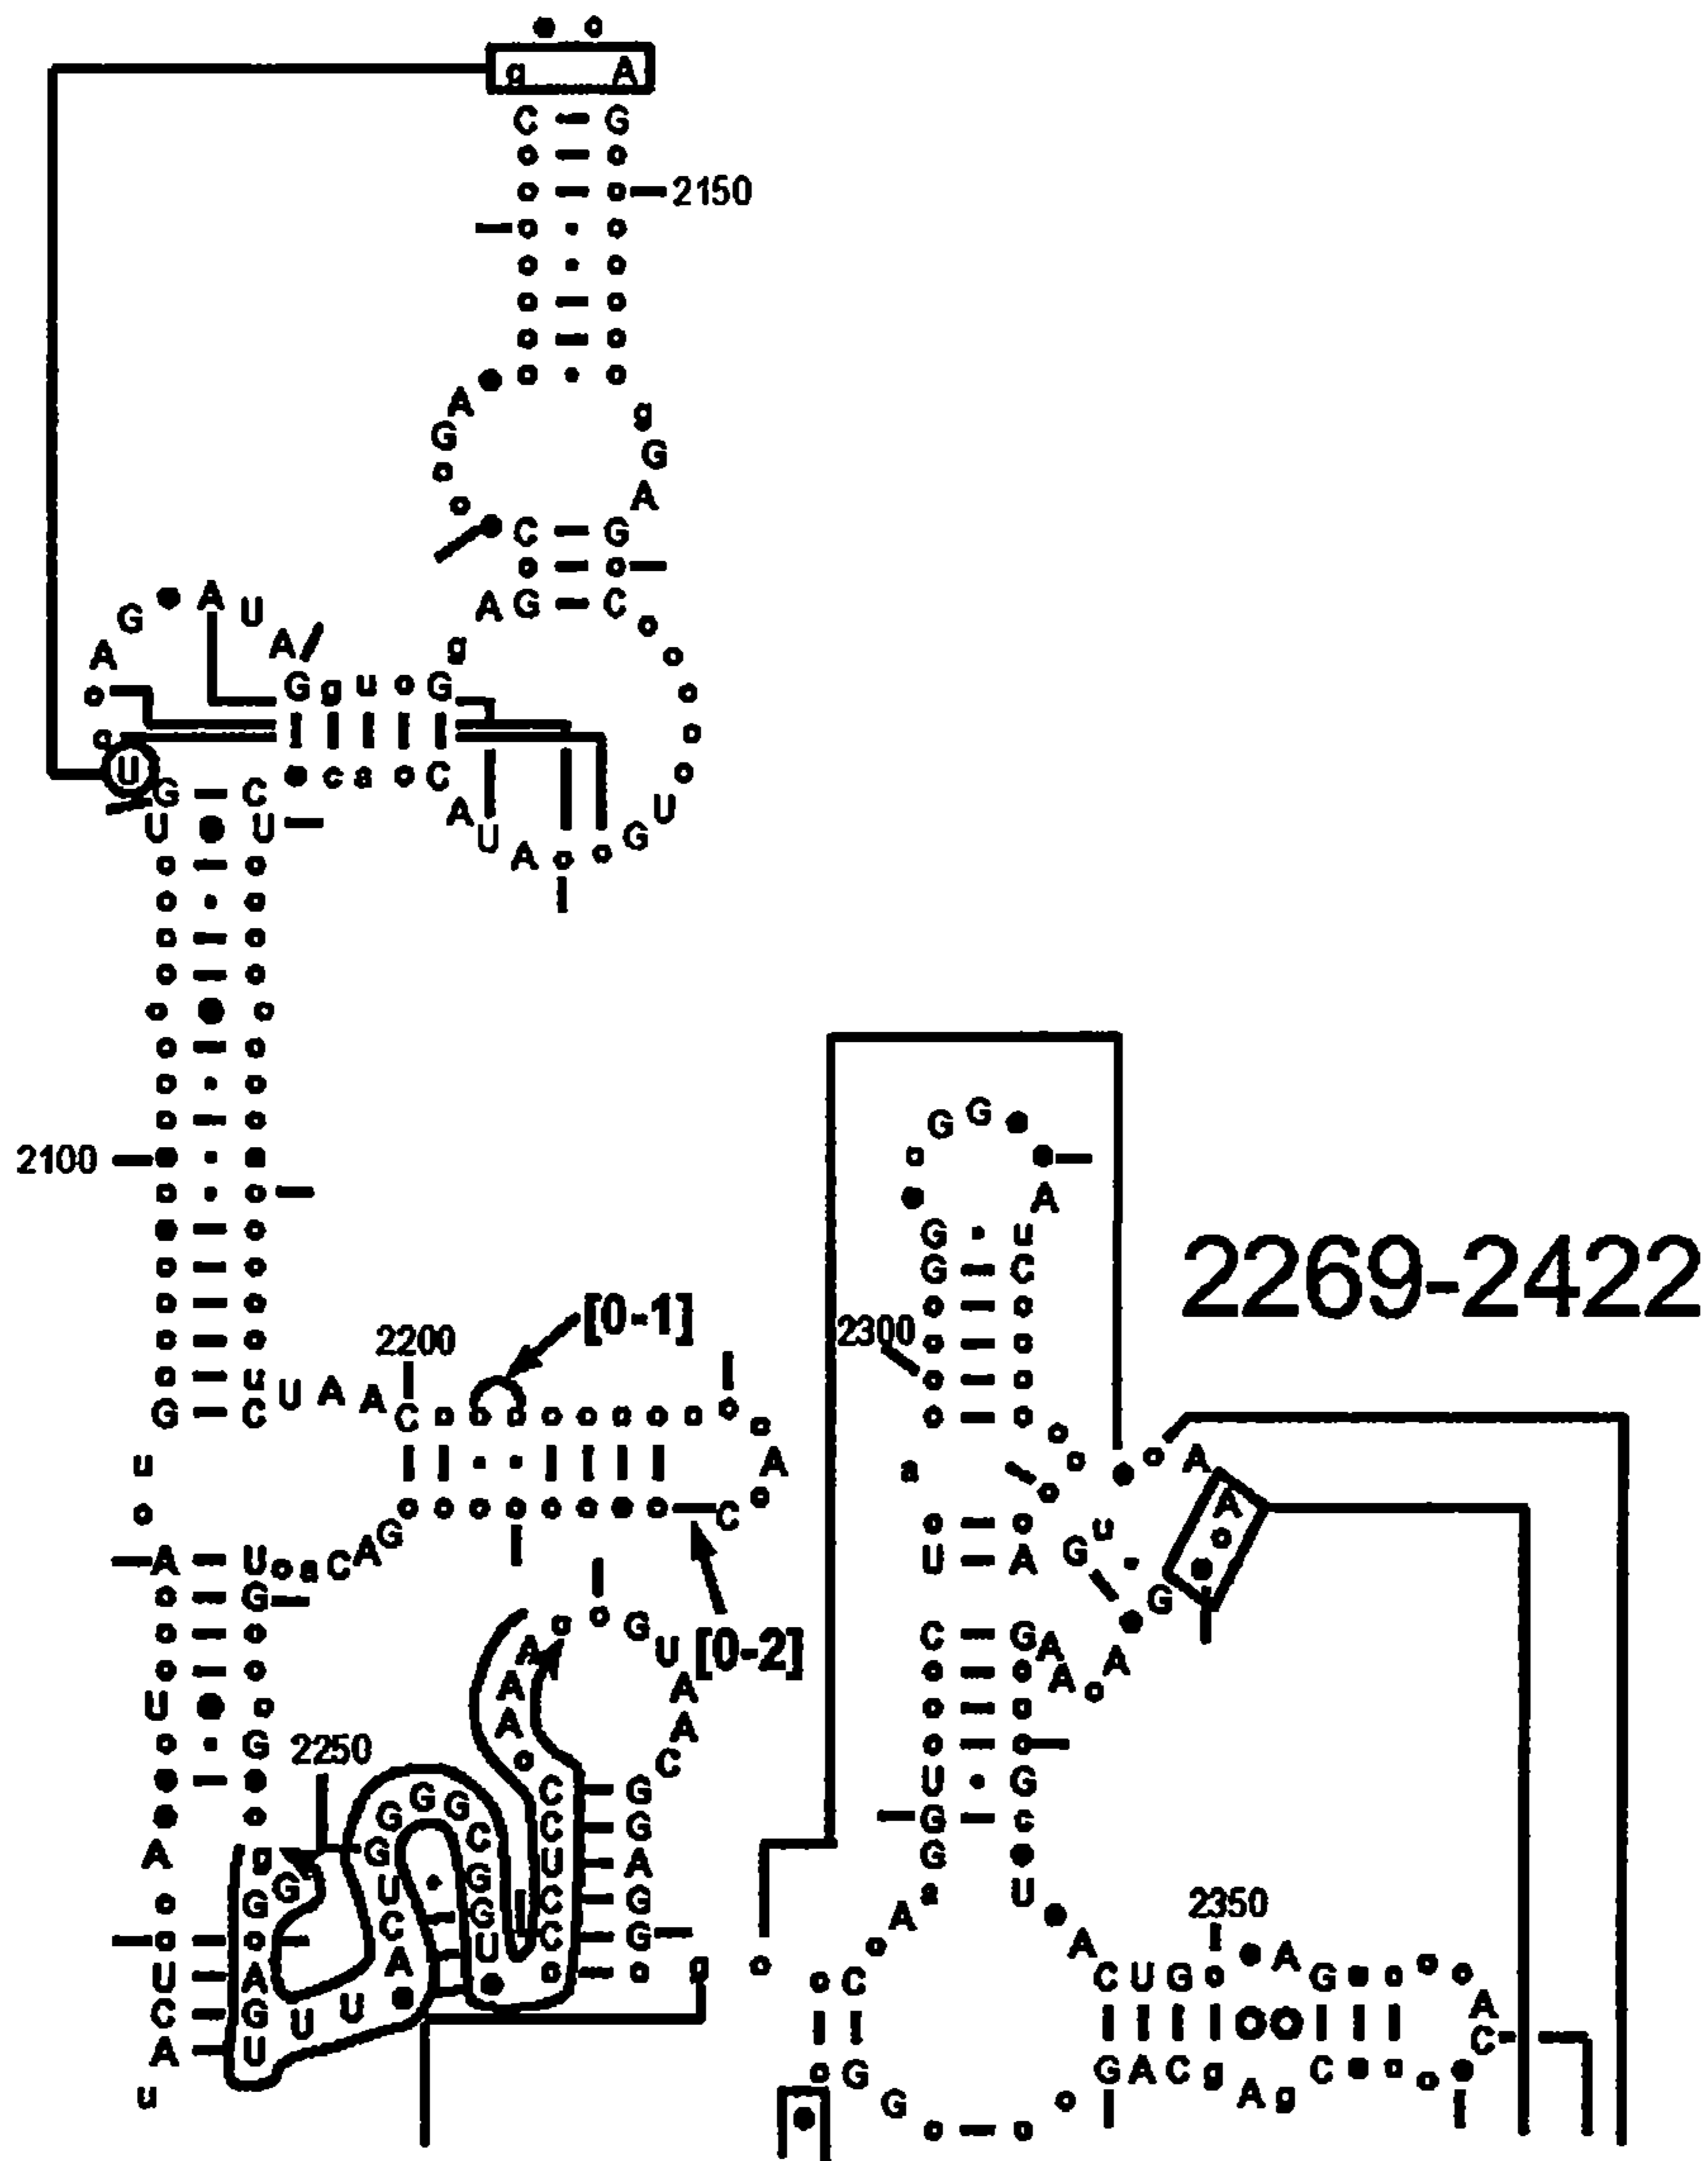 g A
C G
2150
A
G
g
G
A
C G
A G C
G A U A
A
g
G g u o G
U
c a o C
G C
U U
A U A
G U
2100
2269-2422
[0-1]
2200
2300
G G
A
G u
G C
u C
G C U A A C
u
A C
A U o a C A G
G
[0-2]
a
A A
U A
G u G
C G A A A
A G U A A C
A A A
U
G
2250
U G
G c
G
U
A g G
G G G G G C G G U
G U C A
U U
C C U C C
G G A G G
U A
C G
A U
u
a A
A
2350
C U G o A G
A
C
G A C g A g C
C
G
G
g